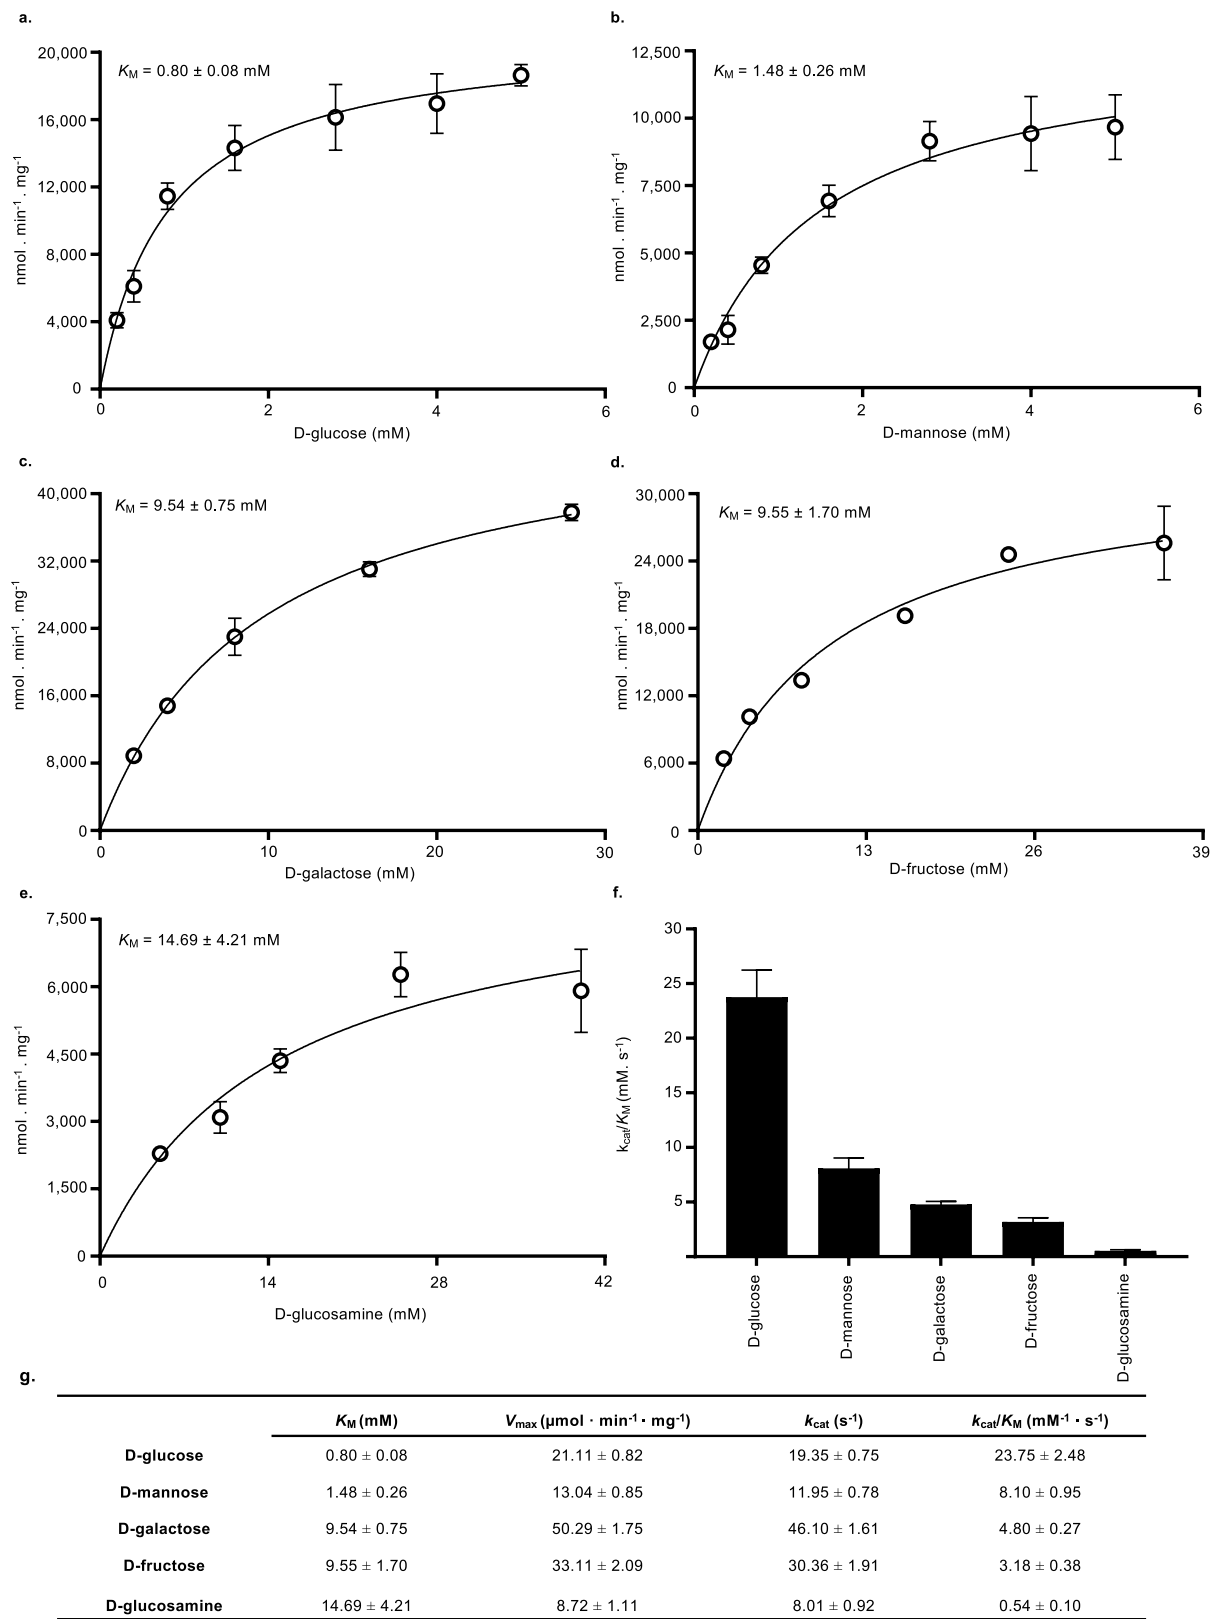 a.
20,000
16,000
12,000
8,000
4,000
0
nmol . min⁻¹ . mg⁻¹
K_M = 0.80 ± 0.08 mM
0 2 4 6
D-glucose (mM)
b.
12,500
10,000
7,500
5,000
2,500
0
nmol . min⁻¹ . mg⁻¹
K_M = 1.48 ± 0.26 mM
0 2 4 6
D-mannose (mM)
c.
40,000
32,000
24,000
16,000
8,000
0
nmol . min⁻¹ . mg⁻¹
K_M = 9.54 ± 0.75 mM
0 10 20 30
D-galactose (mM)
d.
30,000
24,000
18,000
12,000
6,000
0
nmol . min⁻¹ . mg⁻¹
K_M = 9.55 ± 1.70 mM
0 13 26 39
D-fructose (mM)
e.
7,500
6,000
4,500
3,000
1,500
0
nmol . min⁻¹ . mg⁻¹
K_M = 14.69 ± 4.21 mM
0 14 28 42
D-glucosamine (mM)
f.
30
25
20
15
10
5
k_cat/K_M (mM. s⁻¹)
D-glucose
D-mannose
D-galactose
D-fructose
D-glucosamine
g.
K_M (mM) V_max (µmol · min⁻¹ · mg⁻¹) k_cat (s⁻¹) k_cat/K_M (mM⁻¹ · s⁻¹)
D-glucose 0.80 ± 0.08 21.11 ± 0.82 19.35 ± 0.75 23.75 ± 2.48
D-mannose 1.48 ± 0.26 13.04 ± 0.85 11.95 ± 0.78 8.10 ± 0.95
D-galactose 9.54 ± 0.75 50.29 ± 1.75 46.10 ± 1.61 4.80 ± 0.27
D-fructose 9.55 ± 1.70 33.11 ± 2.09 30.36 ± 1.91 3.18 ± 0.38
D-glucosamine 14.69 ± 4.21 8.72 ± 1.11 8.01 ± 0.92 0.54 ± 0.10